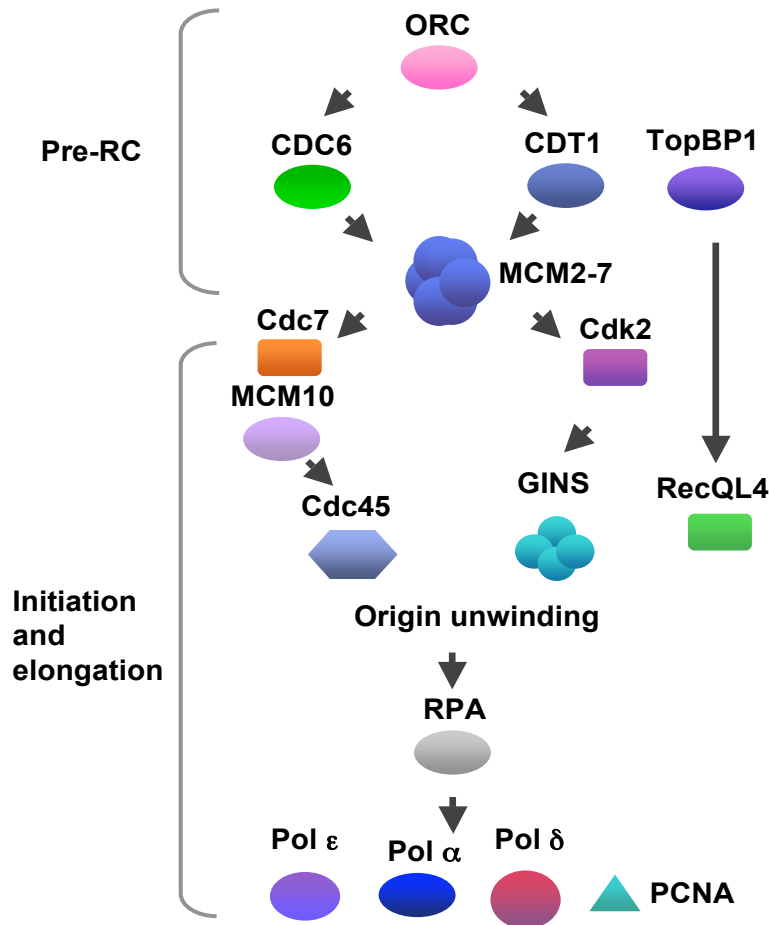 ORC
Pre-RC
CDC6
CDT1
TopBP1
MCM2-7
Cdc7
Cdk2
MCM10
Cdc45
GINS
RecQL4
Initiation
and
elongation
Origin unwinding
RPA
Pol ε
Pol α
Pol δ
PCNA